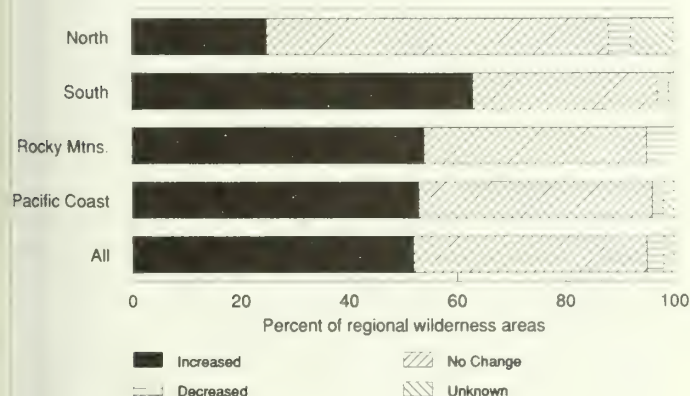 North
South
Rocky Mtns.
Pacific Coast
All
0 20 40 60 80 100
Percent of regional wilderness areas
Increased No Change
Decreased Unknown